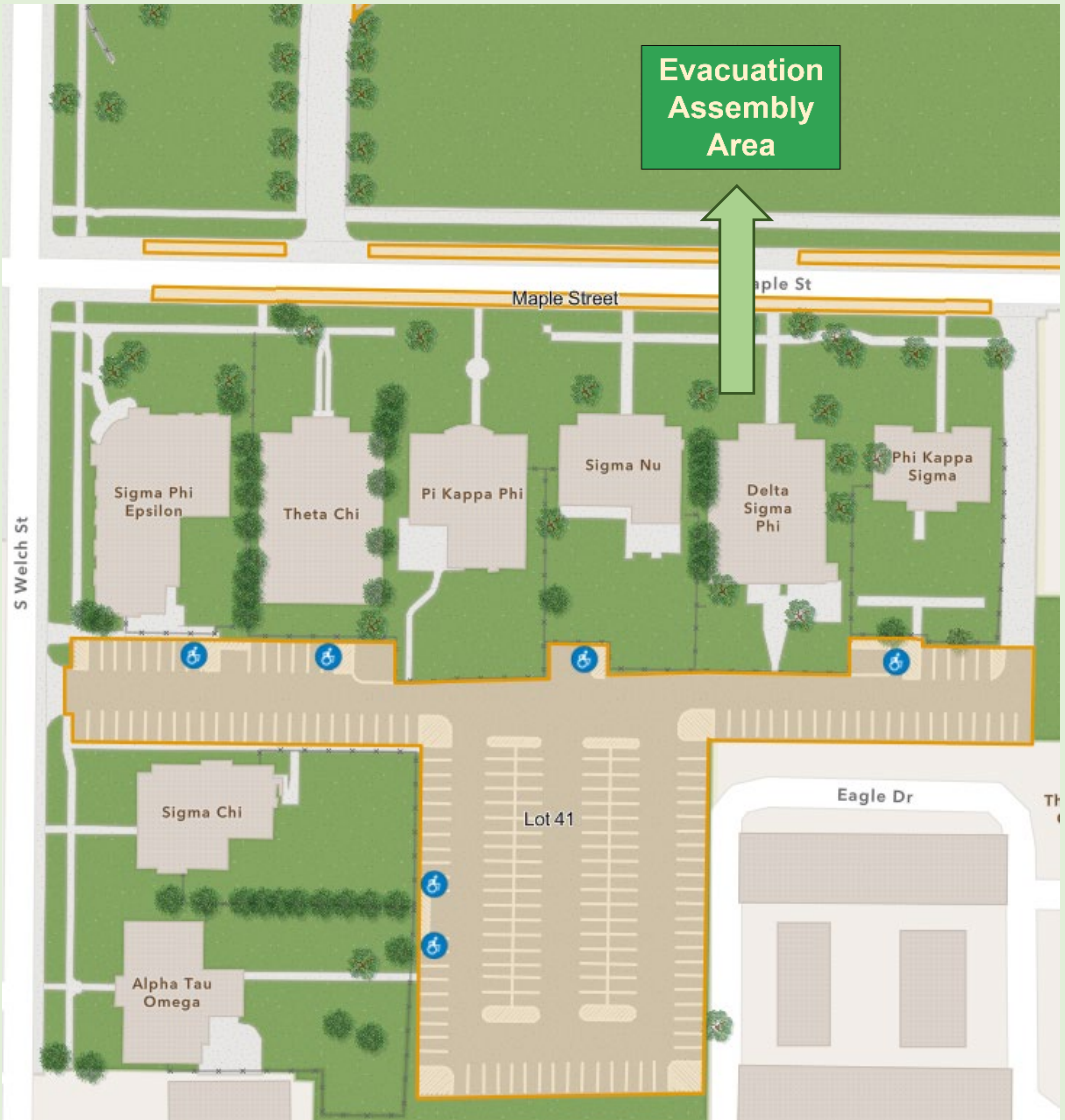 Evacuation
Assembly
Area
aple St
Maple Street
Sigma Phi
Epsilon
Theta Chi
Pi Kappa Phi
Sigma Nu
Delta
Sigma
Phi
Phi Kappa
Sigma
S Welch St
Sigma Chi
Lot 41
Eagle Dr
Th
Alpha Tau
Omega